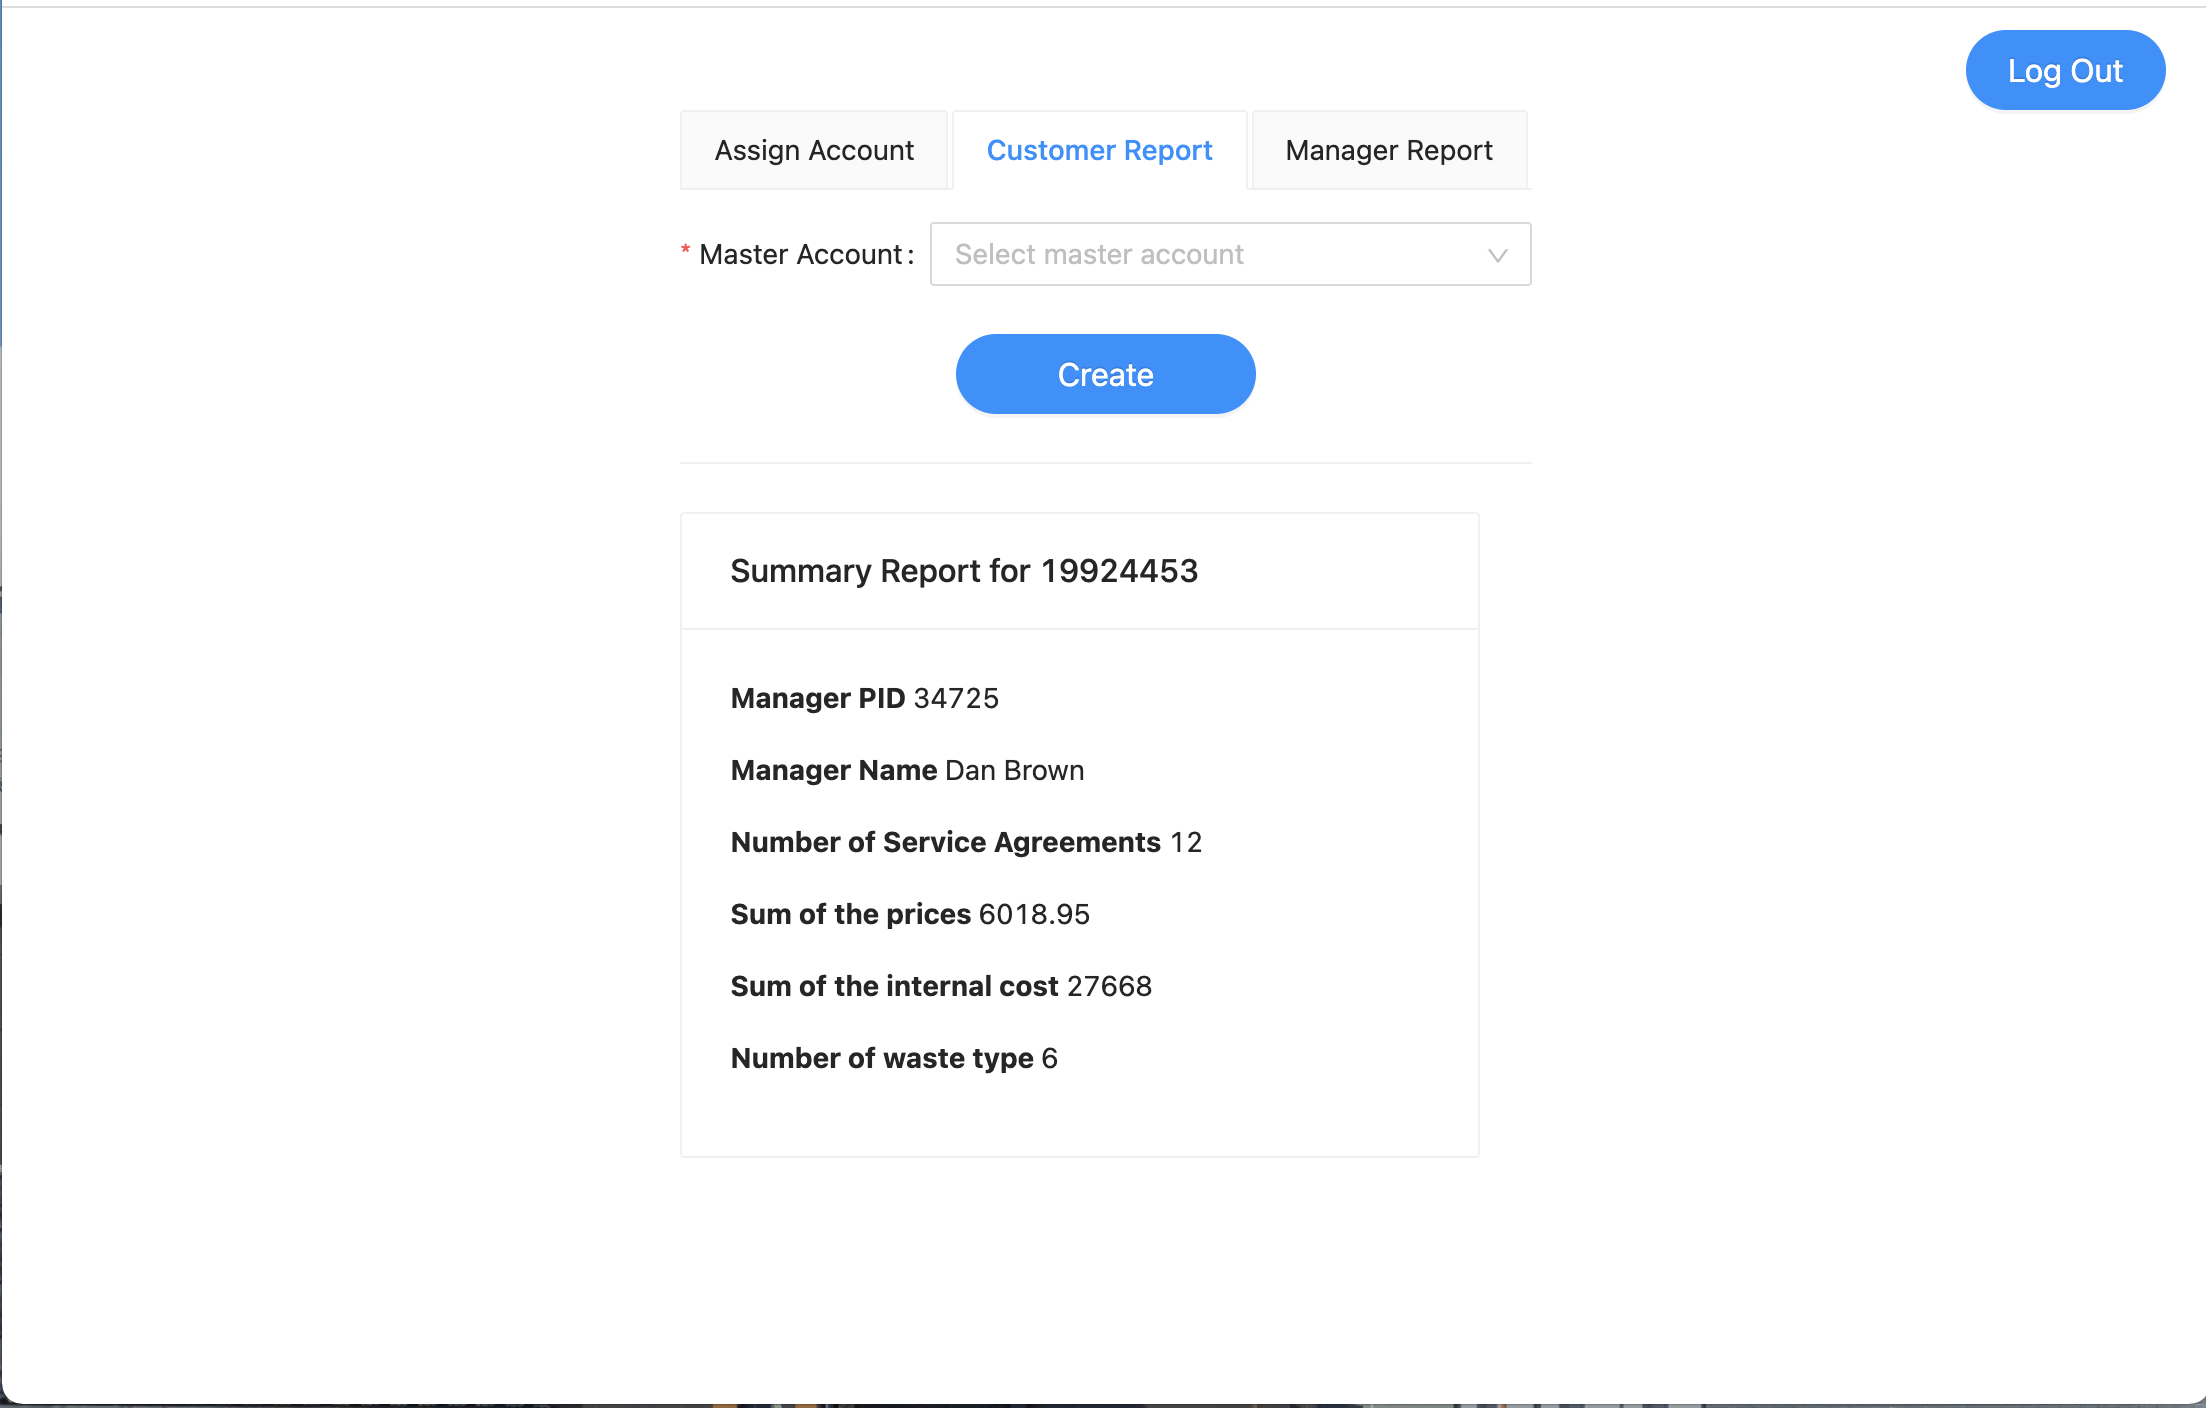 Log Out
Assign Account Customer Report Manager Report
* Master Account: Select master account
Create
Summary Report for 19924453
Manager PID 34725
Manager Name Dan Brown
Number of Service Agreements 12
Sum of the prices 6018.95
Sum of the internal cost 27668
Number of waste type 6